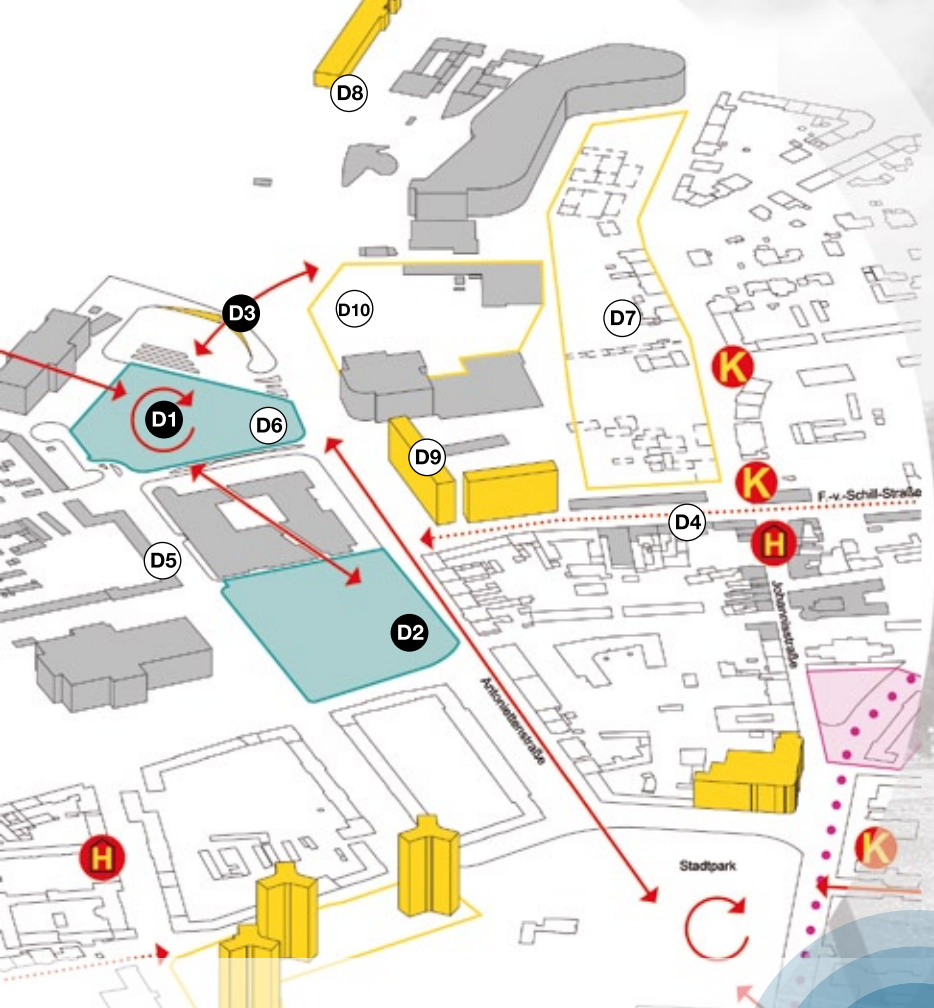 D8
D10
D3
D7
K
D1
D6
D9
K
F.-v.-Schill-Straße
D4
H
D5
Johannisstraße
D2
Antoniettenstraße
H
Stadtpark
K